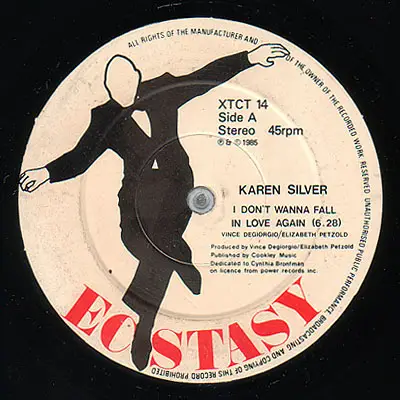 ALL RIGHTS OF THE MANUFACTURER AND
OF THE OWNER OF THE RECORDED WORK RESERVED UNAUTHORISED PUBLIC PERFORMANCE BROADCASTING AND COPYING OF THIS RECORD PROHIBITED
XTCT 14
Side A
Stereo 45rpm
℗ & © 1985
KAREN SILVER
I DON'T WANNA FALL
IN LOVE AGAIN (6.28)
VINCE DEGIORGIO/ELIZABETH PETZOLD
Produced by Vince Degiorgio/Elizabeth Petzold
Published by Cookley Music
Dedicated to Cynthia Bronfman
on licence from power records inc.
ECSTASY